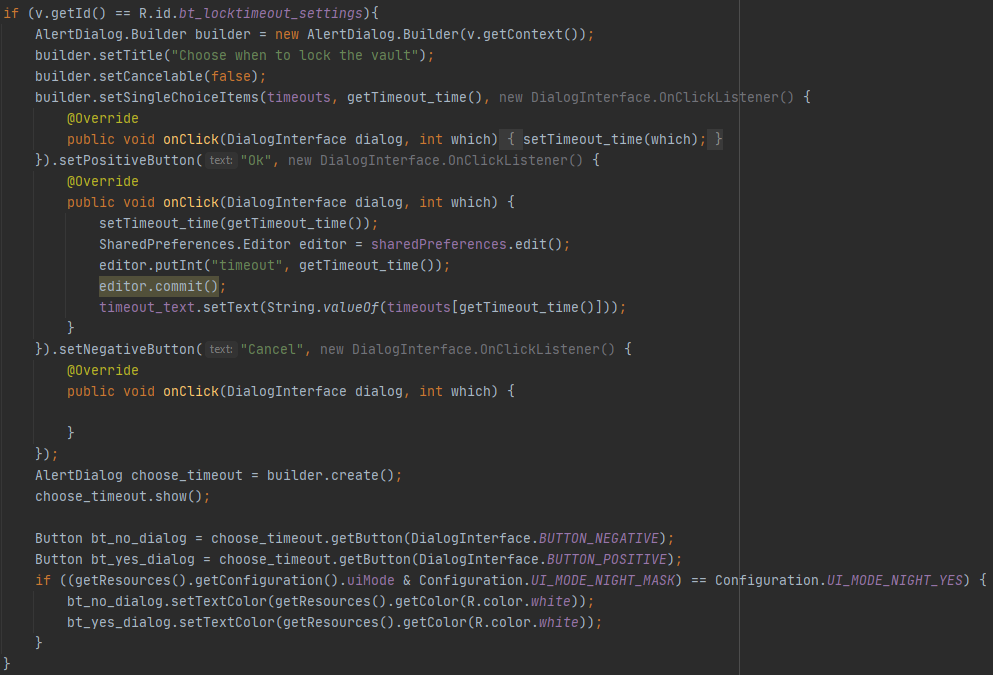 if (v.getId() == R.id.bt_locktimeout_settings){
    AlertDialog.Builder builder = new AlertDialog.Builder(v.getContext());
    builder.setTitle("Choose when to lock the vault");
    builder.setCancelable(false);
    builder.setSingleChoiceItems(timeouts, getTimeout_time(), new DialogInterface.OnClickListener() {
        @Override
        public void onClick(DialogInterface dialog, int which) { setTimeout_time(which); }
    }).setPositiveButton( text: "Ok", new DialogInterface.OnClickListener() {
        @Override
        public void onClick(DialogInterface dialog, int which) {
            setTimeout_time(getTimeout_time());
            SharedPreferences.Editor editor = sharedPreferences.edit();
            editor.putInt("timeout", getTimeout_time());
            editor.commit();
            timeout_text.setText(String.valueOf(timeouts[getTimeout_time()]));
        }
    }).setNegativeButton( text: "Cancel", new DialogInterface.OnClickListener() {
        @Override
        public void onClick(DialogInterface dialog, int which) {
        }
    });
    AlertDialog choose_timeout = builder.create();
    choose_timeout.show();
    Button bt_no_dialog = choose_timeout.getButton(DialogInterface.BUTTON_NEGATIVE);
    Button bt_yes_dialog = choose_timeout.getButton(DialogInterface.BUTTON_POSITIVE);
    if ((getResources().getConfiguration().uiMode & Configuration.UI_MODE_NIGHT_MASK) == Configuration.UI_MODE_NIGHT_YES) {
        bt_no_dialog.setTextColor(getResources().getColor(R.color.white));
        bt_yes_dialog.setTextColor(getResources().getColor(R.color.white));
    }
}